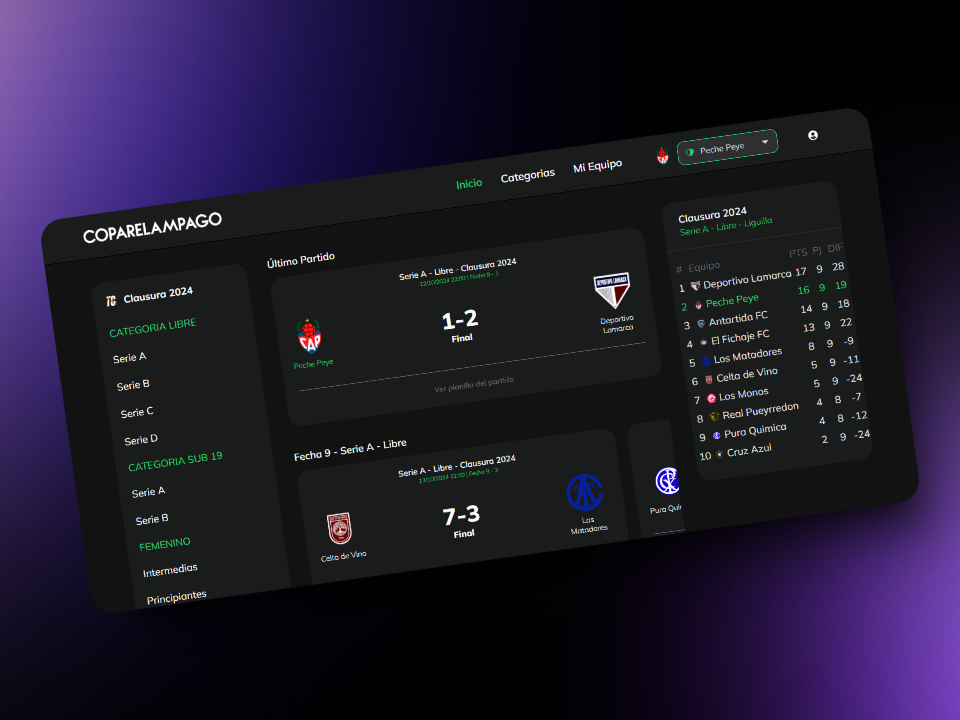 COPARELAMPAGO
Inicio
Categorias
Mi Equipo
CAP
Peche Peye
Clausura 2024
CATEGORIA LIBRE
Serie A
Serie B
Serie C
Serie D
CATEGORIA SUB 19
Serie A
Serie B
FEMENINO
Intermedias
Principiantes
Último Partido
Serie A - Libre - Clausura 2024
12/10/2024 21:00 | Fecha 9 - 1
CAP
Peche Peye
1-2
Final
DEPORTIVO LAMARCA
Deportivo
Lamarca
Ver planilla del partido
Fecha 9 - Serie A - Libre
Serie A - Libre - Clausura 2024
13/10/2024 21:00 | Fecha 9 - 3
Celta de Vino
7-3
Final
Los
Matadores
Pura Quir
Clausura 2024
Serie A - Libre - Liguilla
# Equipo PTS PJ DIF
1 Deportivo Lamarca 17 9 28
2 Peche Peye 16 9 19
3 Antartida FC 14 9 18
4 El Fichaje FC 13 9 22
5 Los Matadores 8 9 -9
6 Celta de Vino 5 9 -11
7 Los Monos 5 9 -24
8 Real Pueyrredon 4 8 -7
9 Pura Quimica 4 8 -12
10 Cruz Azul 2 9 -24